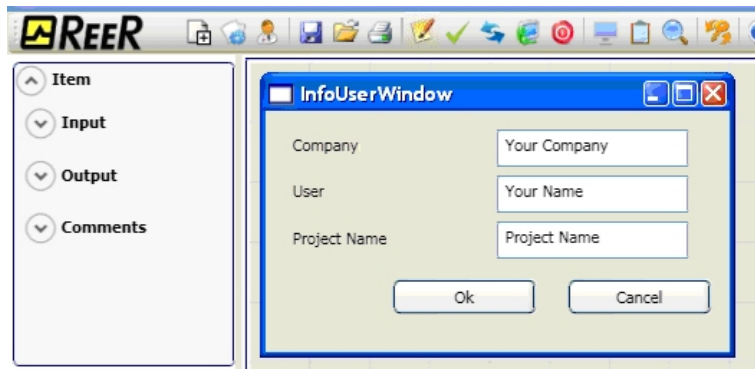 REER
Item
Input
Output
Comments
InfoUserWindow
Company
Your Company
User
Your Name
Project Name
Project Name
Ok
Cancel